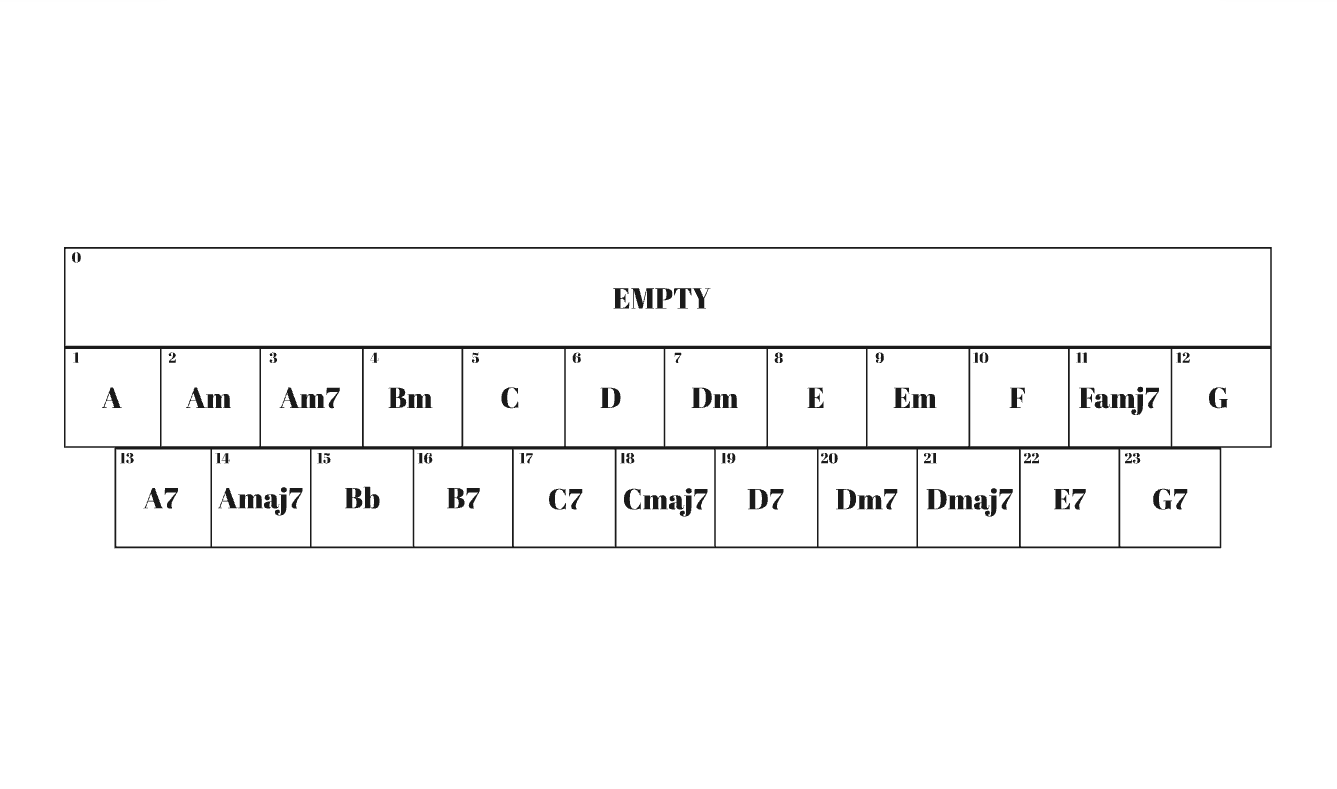 0
EMPTY
1 2 3 4 5 6 7 8 9 10 11 12
A Am Am7 Bm C D Dm E Em F Famj7 G
13 14 15 16 17 18 19 20 21 22 23
A7 Amaj7 Bb B7 C7 Cmaj7 D7 Dm7 Dmaj7 E7 G7